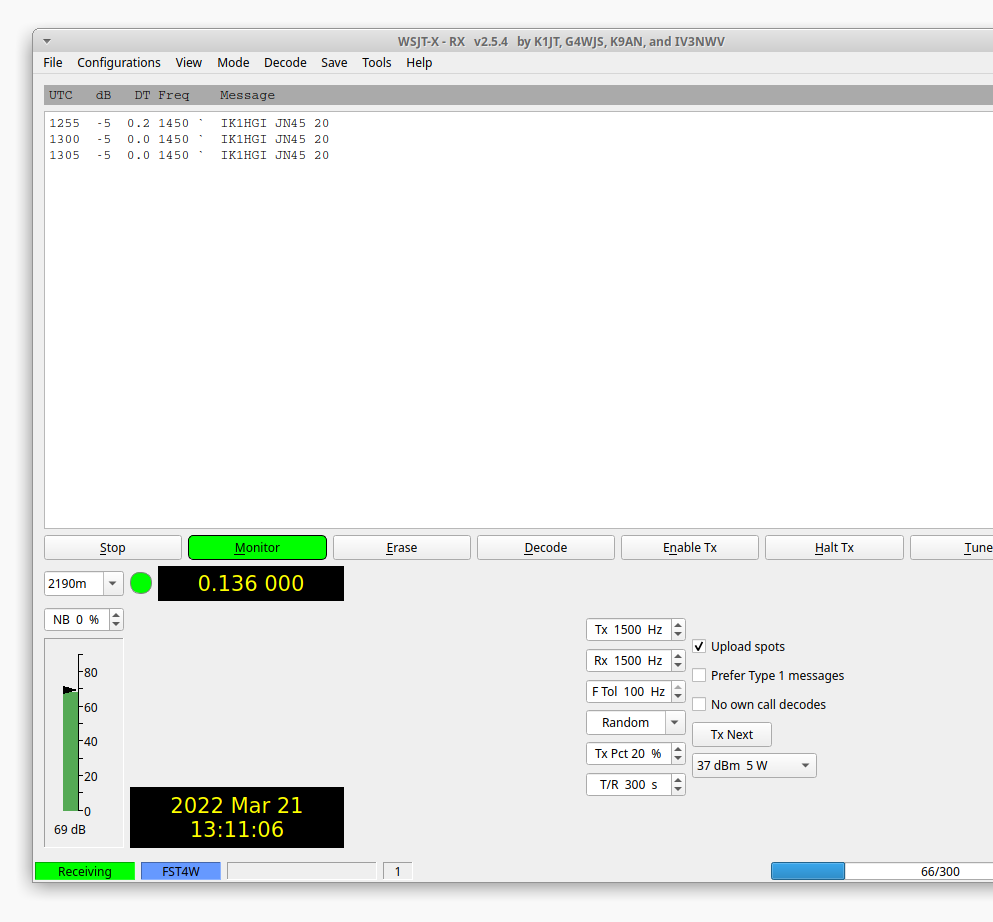 WSJT-X - RX   v2.5.4   by K1JT, G4WJS, K9AN, and IV3NWV
File Configurations View Mode Decode Save Tools Help
UTC   dB   DT Freq    Message
1255  -5  0.2 1450 `  IK1HGI JN45 20
1300  -5  0.0 1450 `  IK1HGI JN45 20
1305  -5  0.0 1450 `  IK1HGI JN45 20
Stop Monitor Erase Decode Enable Tx Halt Tx Tune
2190m 0.136 000
NB 0 %
Tx 1500 Hz
Upload spots
Rx 1500 Hz
Prefer Type 1 messages
F Tol 100 Hz
No own call decodes
Random
Tx Next
Tx Pct 20 %
37 dBm 5 W
T/R 300 s
80
60
40
20
0
69 dB
2022 Mar 21
13:11:06
Receiving FST4W 1 66/300